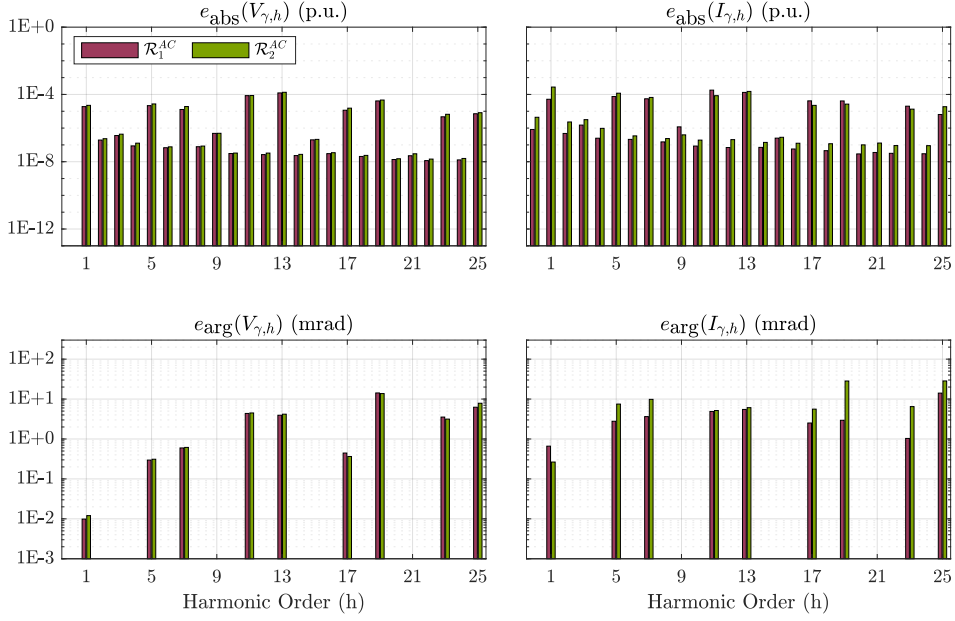 e_abs(V_γ,h) (p.u.)
1E+0
1E-4
1E-8
1E-12
R_1^AC R_2^AC
1 5 9 13 17 21 25
e_abs(I_γ,h) (p.u.)
1 5 9 13 17 21 25
e_arg(V_γ,h) (mrad)
1E+2
1E+1
1E+0
1E-1
1E-2
1E-3
1 5 9 13 17 21 25
Harmonic Order (h)
e_arg(I_γ,h) (mrad)
1 5 9 13 17 21 25
Harmonic Order (h)